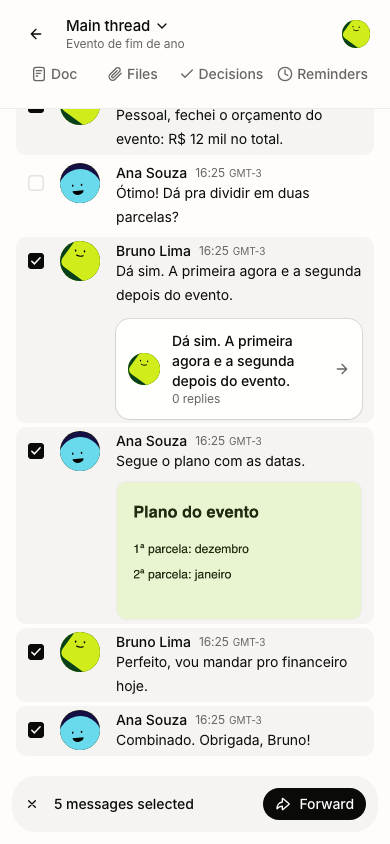 Main thread
Evento de fim de ano
Doc
Files
Decisions
Reminders
Pessoal, fechei o orçamento do
evento: R$ 12 mil no total.
Ana Souza 16:25 GMT-3
Ótimo! Dá pra dividir em duas
parcelas?
Bruno Lima 16:25 GMT-3
Dá sim. A primeira agora e a segunda
depois do evento.
Dá sim. A primeira
agora e a segunda
depois do evento.
0 replies
Ana Souza 16:25 GMT-3
Segue o plano com as datas.
Plano do evento
1ª parcela: dezembro
2ª parcela: janeiro
Bruno Lima 16:25 GMT-3
Perfeito, vou mandar pro financeiro
hoje.
Ana Souza 16:25 GMT-3
Combinado. Obrigada, Bruno!
5 messages selected
Forward